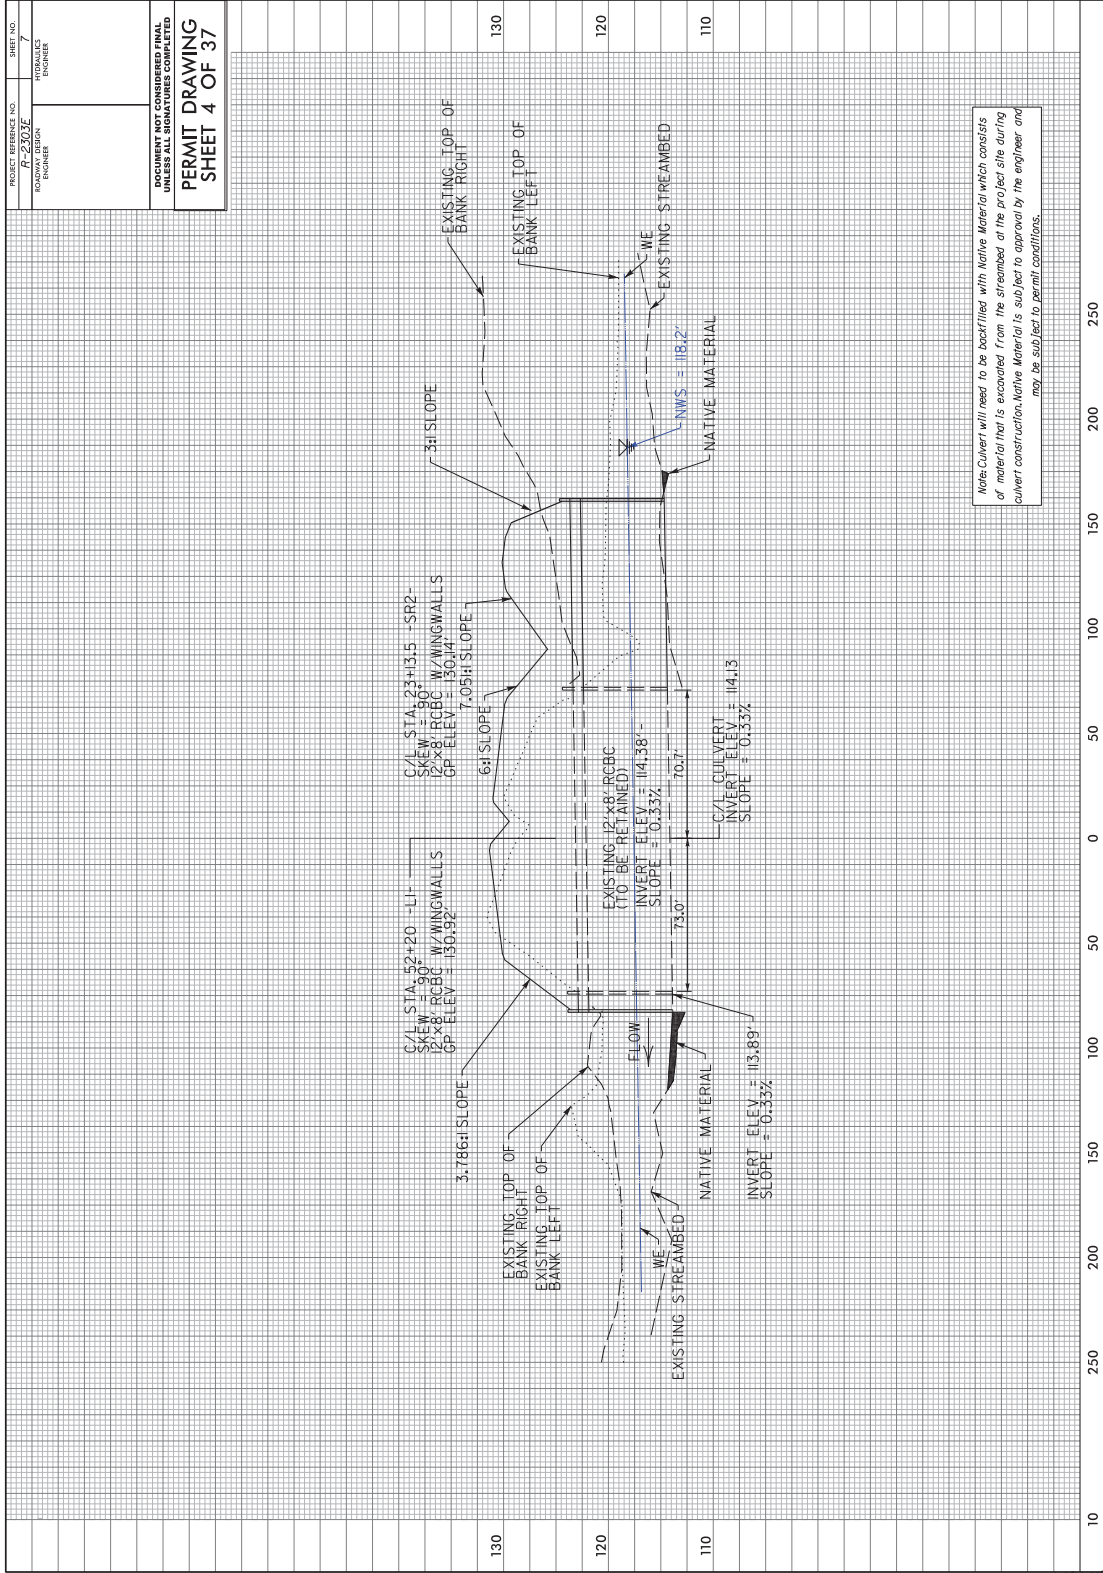 PROJECT REFERENCE NO.
SHEET NO.
R-2303E
7
ROADWAY DESIGN
ENGINEER
HYDRAULICS
ENGINEER
DOCUMENT NOT CONSIDERED FINAL
UNLESS ALL SIGNATURES COMPLETED
PERMIT DRAWING
SHEET 4 OF 37
130
120
110
130
120
110
C/L STA. 52+20 -L1-
SKEW = 90°
12'x8' RCBC W/WINGWALLS
GP ELEV = 130.92'
C/L STA. 23+13.5 -SR2-
SKEW = 90°
12'x8' RCBC W/WINGWALLS
GP ELEV = 130.14'
3.786:1 SLOPE
6:1 SLOPE
7.051:1 SLOPE
3:1 SLOPE
EXISTING TOP OF
BANK RIGHT
EXISTING TOP OF
BANK LEFT
EXISTING TOP OF
BANK RIGHT
EXISTING TOP OF
BANK LEFT
WE
EXISTING STREAMBED
WE
EXISTING STREAMBED
NWS = 118.2'
NATIVE MATERIAL
NATIVE MATERIAL
FLOW
EXISTING 12'x8' RCBC
(TO BE RETAINED)
INVERT ELEV = 114.38'
SLOPE = 0.33%
73.0'
70.7'
C/L CULVERT
INVERT ELEV = 114.13
SLOPE = 0.33%
INVERT ELEV = 113.89'
SLOPE = 0.33%
Note: Culvert will need to be backfilled with Native Material which consists
of material that is excavated from the streambed at the project site during
culvert construction. Native Material is subject to approval by the engineer and
may be subject to permit conditions.
10
250
200
150
100
50
0
50
100
150
200
250